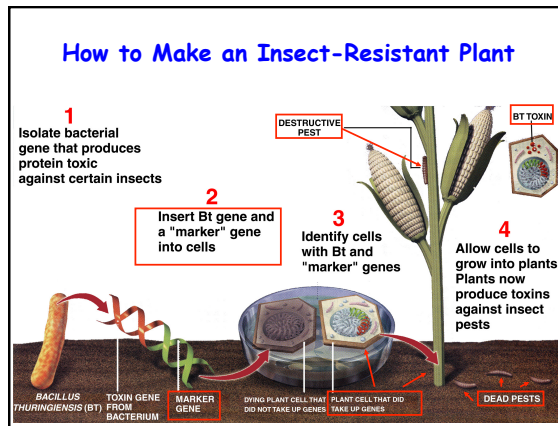 How to Make an Insect-Resistant Plant
1
Isolate bacterial
gene that produces
protein toxic
against certain insects
2
Insert Bt gene and
a "marker" gene
into cells
3
Identify cells
with Bt and
"marker" genes
DESTRUCTIVE
PEST
BT TOXIN
4
Allow cells to
grow into plants
Plants now
produce toxins
against insect
pests
BACILLUS
THURINGIENSIS (BT)
TOXIN GENE
FROM
BACTERIUM
MARKER
GENE
DYING PLANT CELL THAT
DID NOT TAKE UP GENES
PLANT CELL THAT DID
TAKE UP GENES
DEAD PESTS